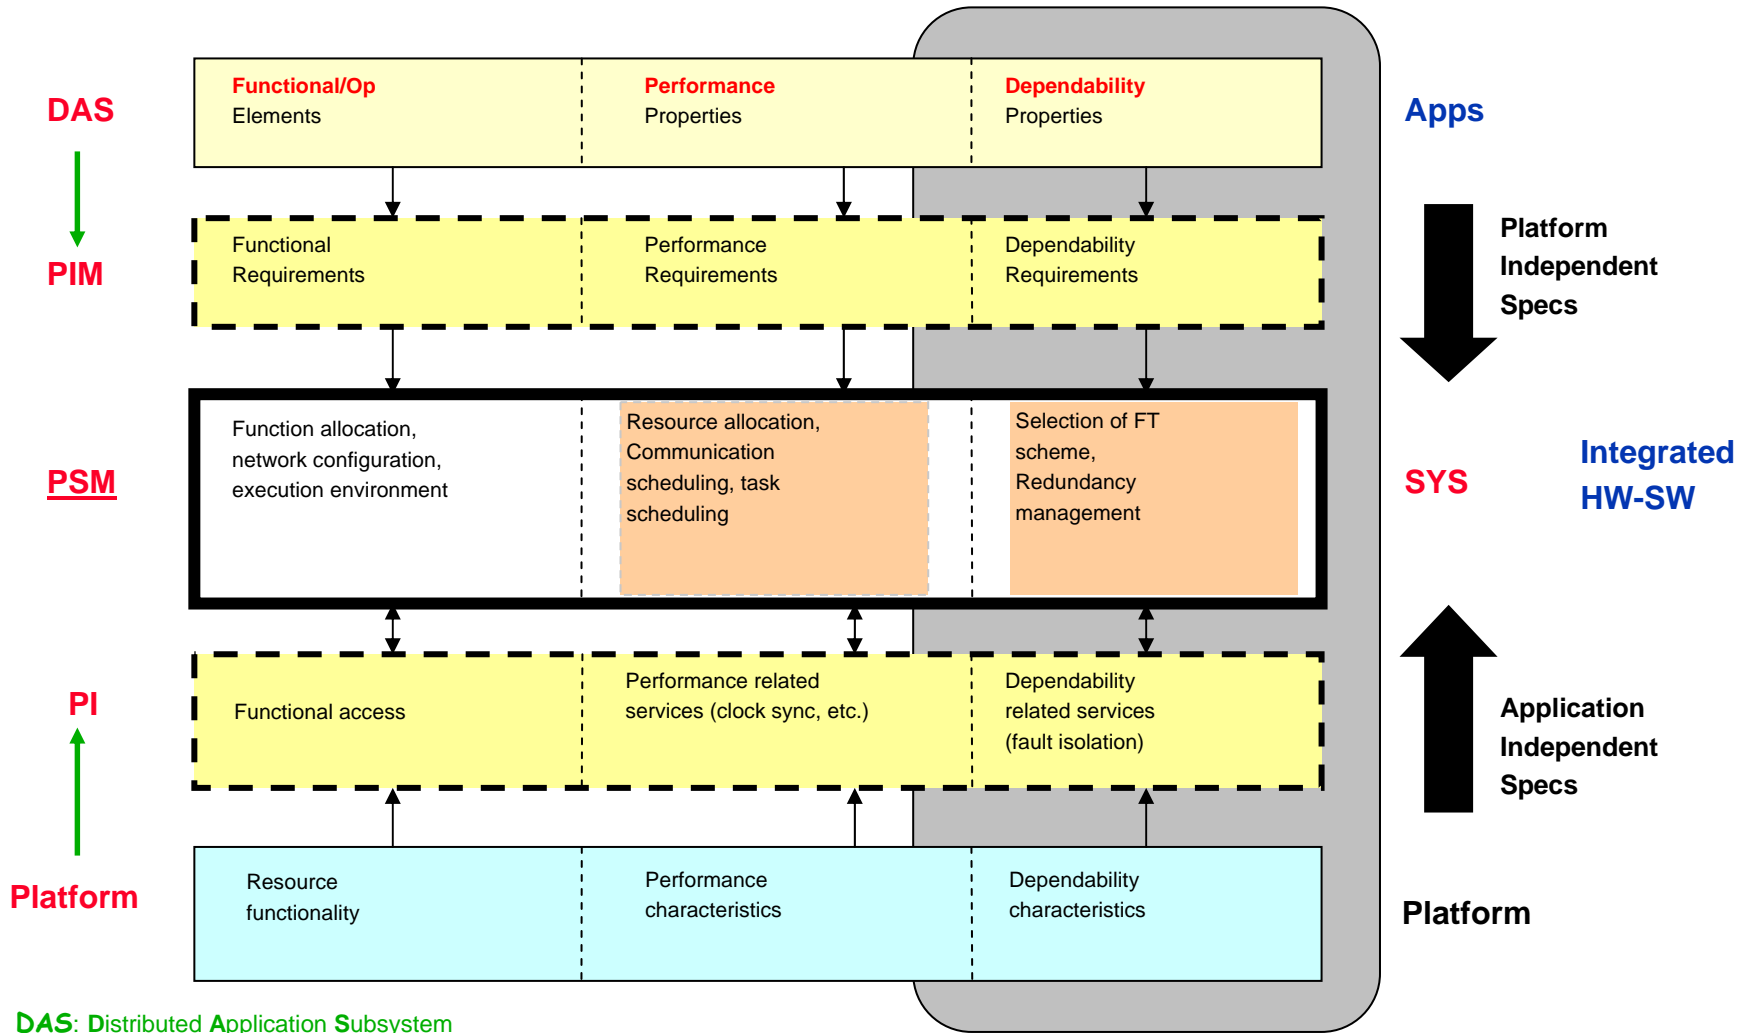 DAS
Functional/Op
Elements
Performance
Properties
Dependability
Properties
Apps
PIM
Functional
Requirements
Performance
Requirements
Dependability
Requirements
Platform
Independent
Specs
PSM
Function allocation,
network configuration,
execution environment
Resource allocation,
Communication
scheduling, task
scheduling
Selection of FT
scheme,
Redundancy
management
SYS
Integrated
HW-SW
PI
Functional access
Performance related
services (clock sync, etc.)
Dependability
related services
(fault isolation)
Application
Independent
Specs
Platform
Resource
functionality
Performance
characteristics
Dependability
characteristics
Platform
DAS: Distributed Application Subsystem